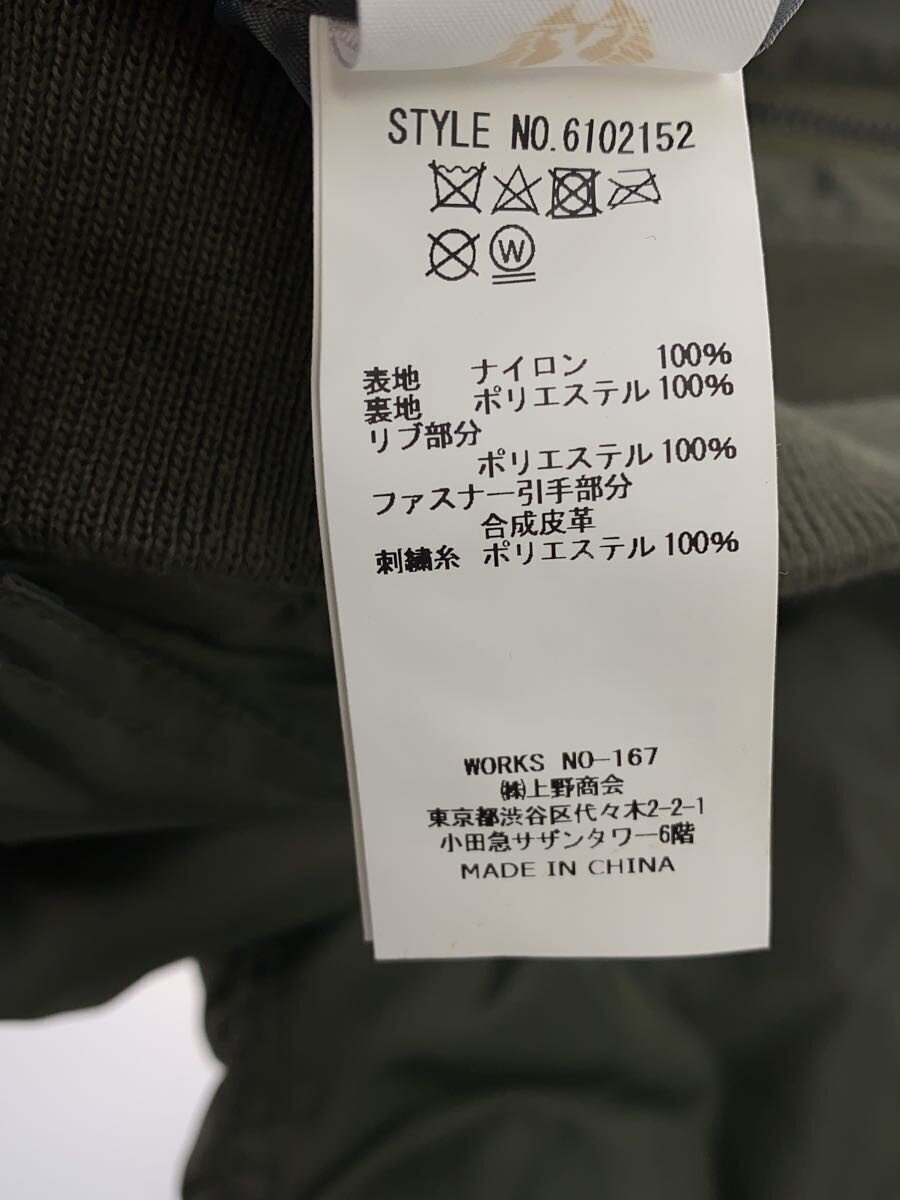 STYLE NO.6102152
W
表地 ナイロン 100%
裏地 ポリエステル 100%
リブ部分
ポリエステル 100%
ファスナー引手部分
合成皮革
刺繍糸 ポリエステル 100%
WORKS NO-167
㈱上野商会
東京都渋谷区代々木2-2-1
小田急サザンタワー6階
MADE IN CHINA